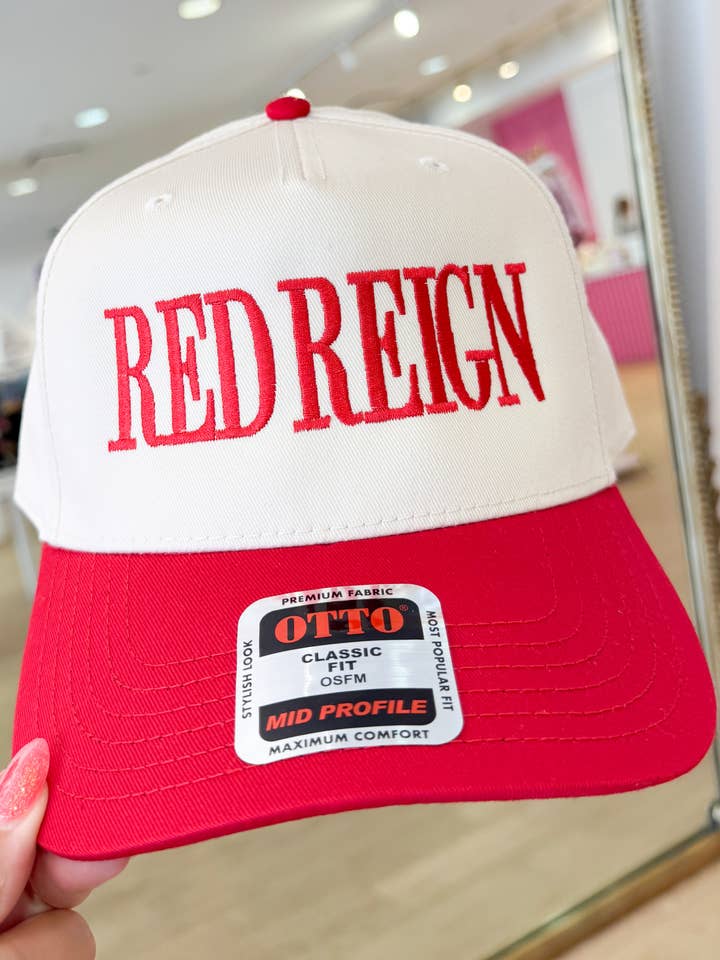 RED REIGN
PREMIUM FABRIC
OTTO®
CLASSIC
FIT
OSFM
MID PROFILE
MAXIMUM COMFORT
STYLISH LOOK
MOST POPULAR FIT